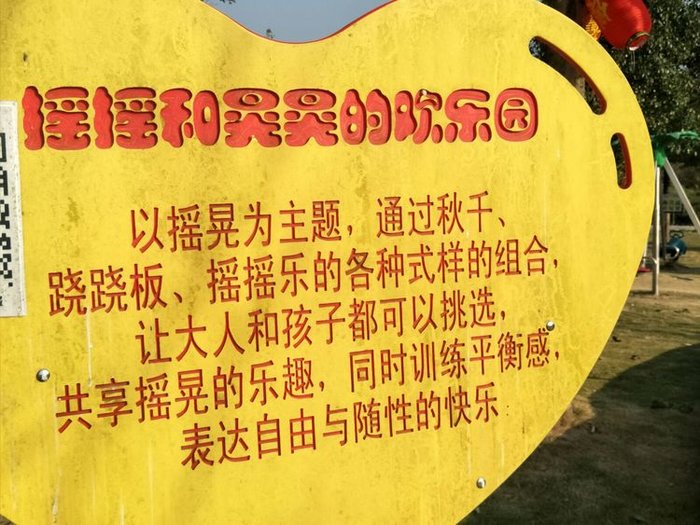 摇摇和晃晃的欢乐园
以摇晃为主题，通过秋千、
跷跷板、摇摇乐的各种式样的组合，
让大人和孩子都可以挑选，
共享摇晃的乐趣，同时训练平衡感，
表达自由与随性的快乐